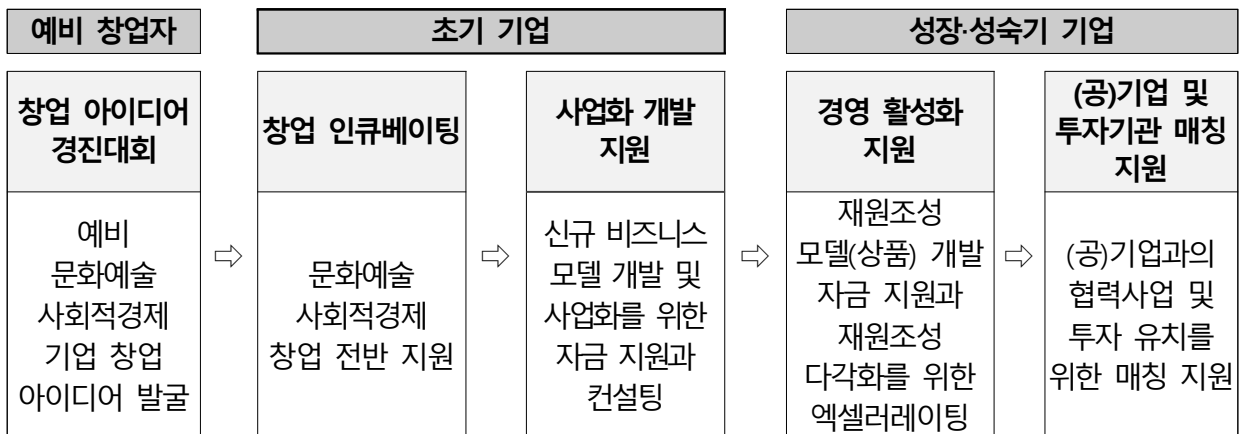 예비 창업자
초기 기업
성장·성숙기 기업
창업 아이디어
경진대회
창업 인큐베이팅
사업화 개발
지원
경영 활성화
지원
(공)기업 및
투자기관 매칭
지원
예비
문화예술
사회적경제
기업 창업
아이디어 발굴
⇨
문화예술
사회적경제
창업 전반 지원
⇨
신규 비즈니스
모델 개발 및
사업화를 위한
자금 지원과
컨설팅
⇨
재원조성
모델(상품) 개발
자금 지원과
재원조성
다각화를 위한
엑셀러레이팅
⇨
(공)기업과의
협력사업 및
투자 유치를
위한 매칭 지원